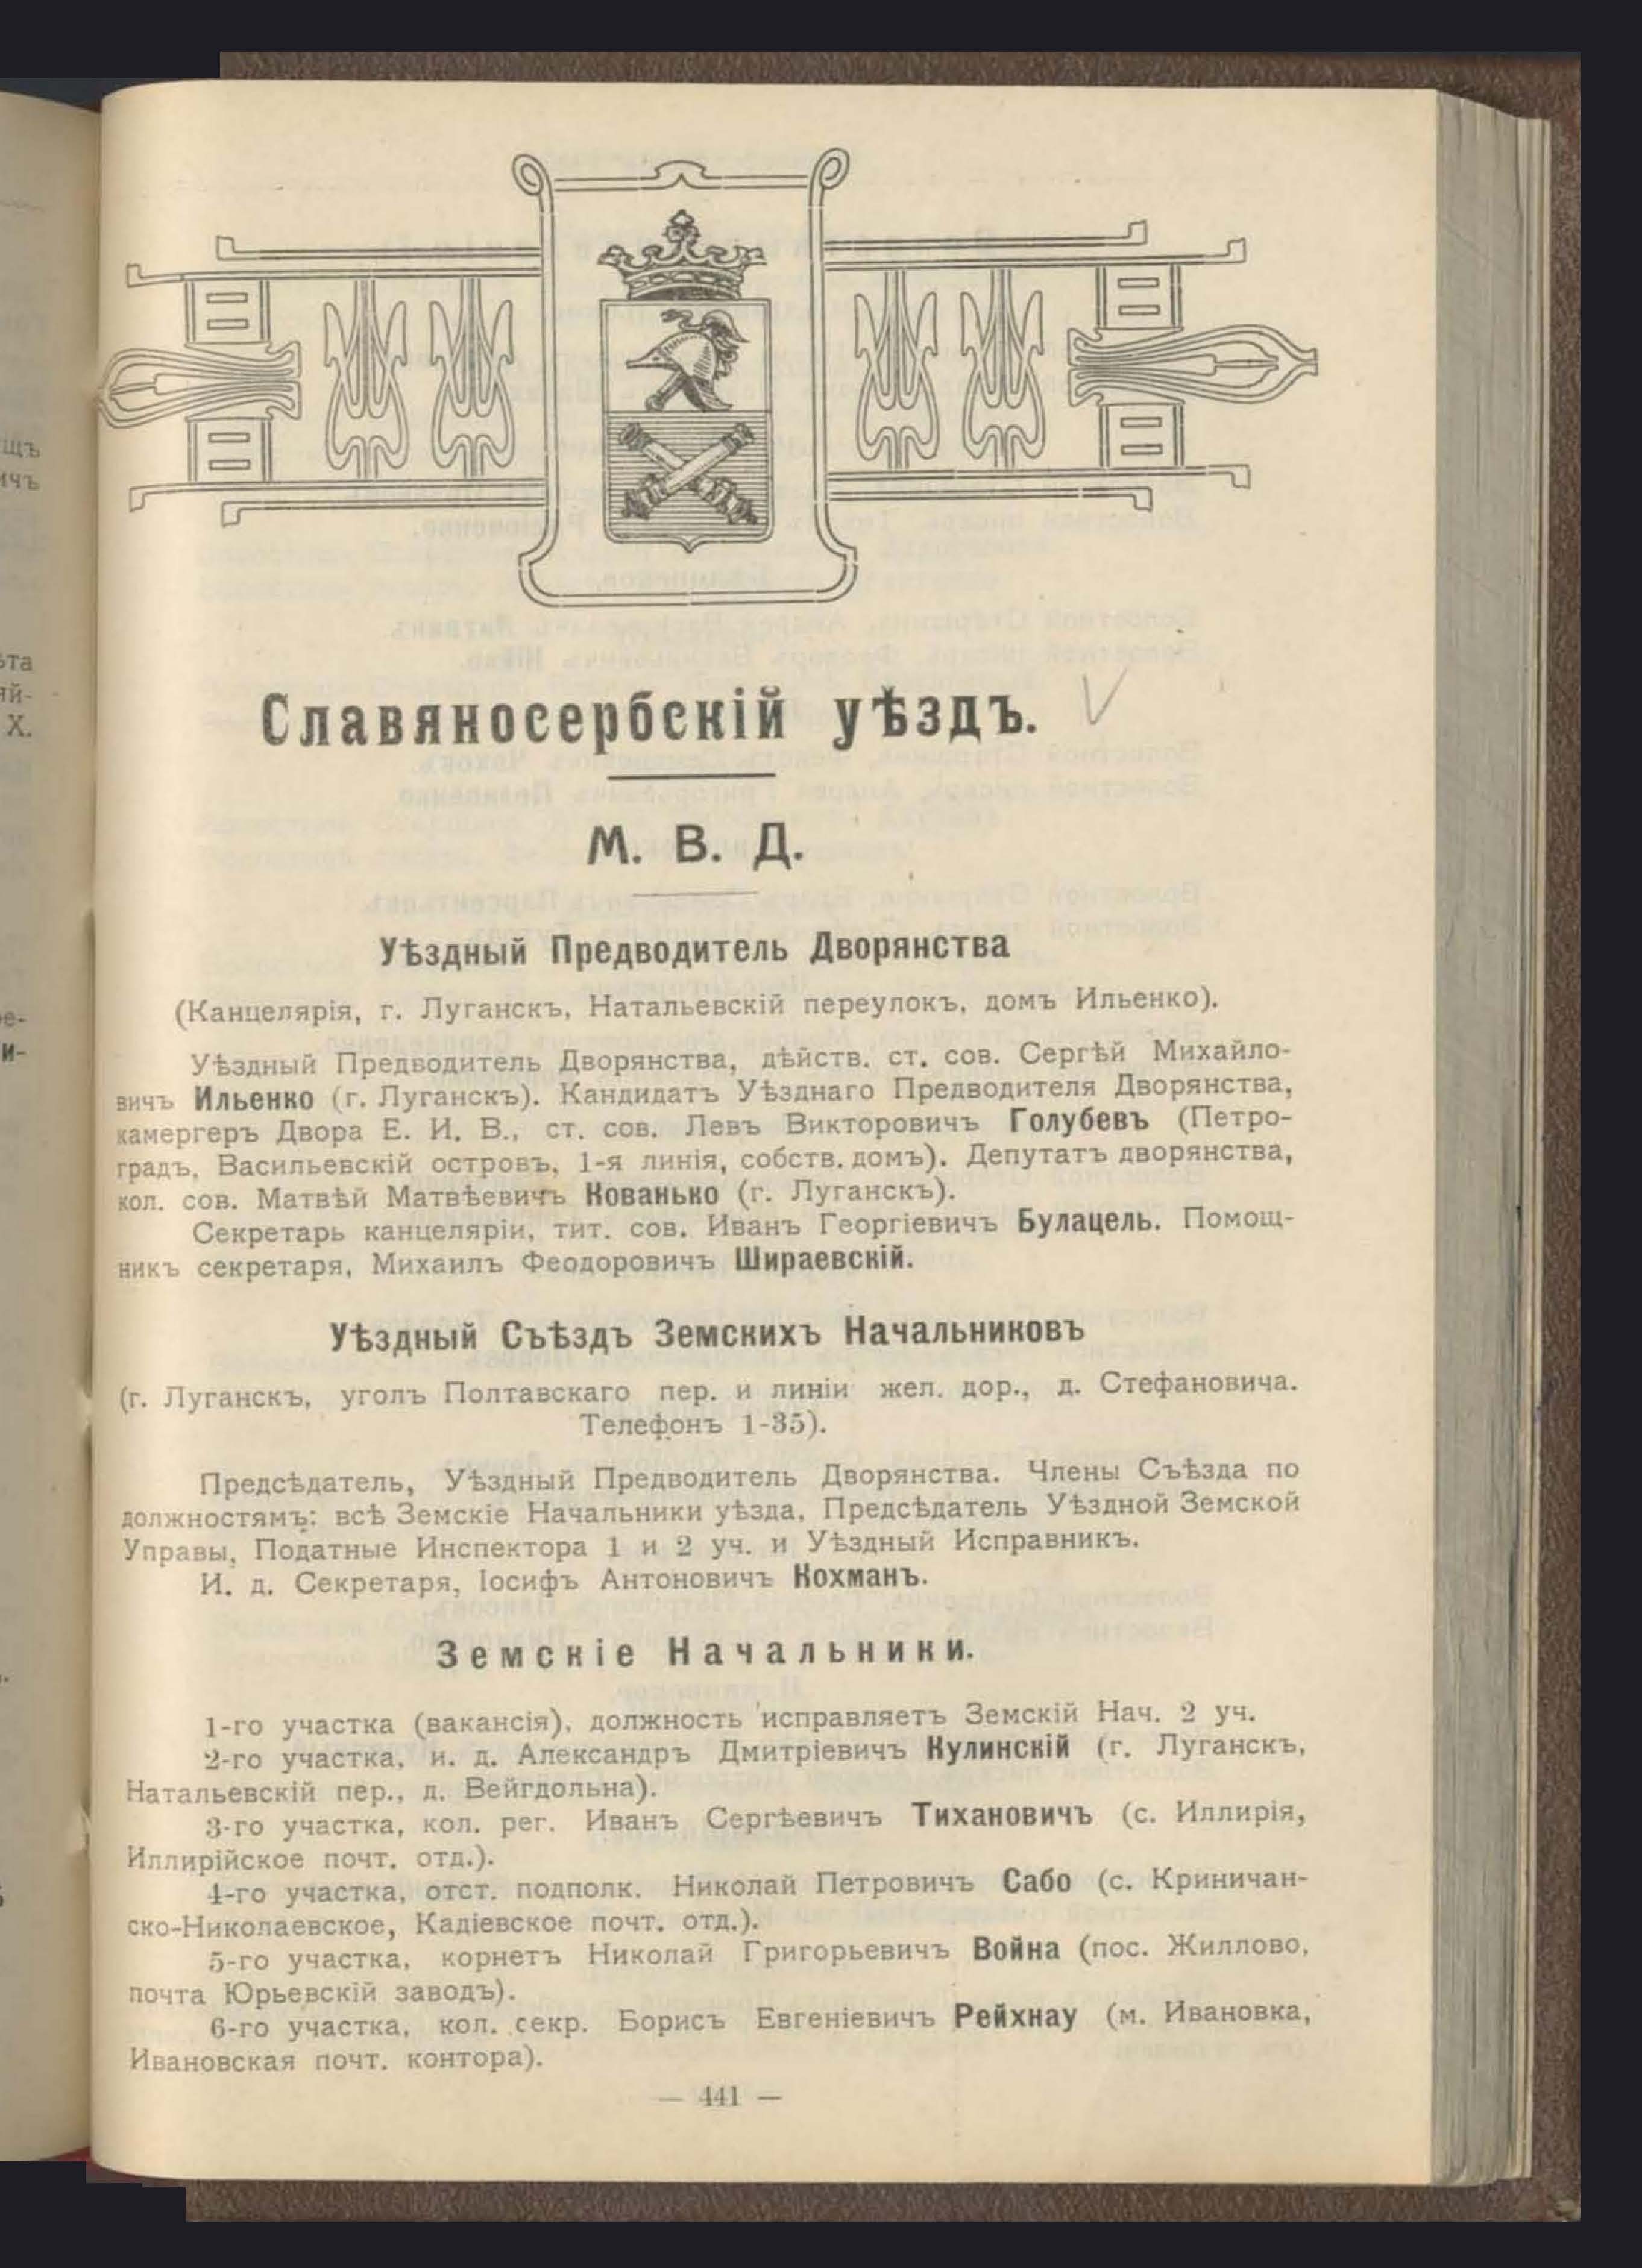 Славяносербскій уѣздъ.
М. В. Д.
Уѣздный Предводитель Дворянства
(Канцелярія, г. Луганскъ, Натальевскій переулокъ, домъ Ильенко).
Уѣздный Предводитель Дворянства, дѣйств. ст. сов. Сергѣй Михайло-
вичъ Ильенко (г. Луганскъ). Кандидатъ Уѣзднаго Предводителя Дворянства,
камергеръ Двора Е. И. В., ст. сов. Левъ Викторовичъ Голубевъ (Петро-
градъ, Васильевскій островъ, 1-я линія, собств. домъ). Депутатъ дворянства,
кол. сов. Матвѣй Матвѣевичъ Кованько (г. Луганскъ).
Секретарь канцеляріи, тит. сов. Иванъ Георгіевичъ Булацель. Помощ-
никъ секретаря, Михаилъ Феодоровичъ Шираевскій.
Уѣздный Съѣздъ Земскихъ Начальниковъ
(г. Луганскъ, уголъ Полтавскаго пер. и линіи жел. дор., д. Стефановича.
Телефонъ 1-35).
Предсѣдатель, Уѣздный Предводитель Дворянства. Члены Съѣзда по
должностямъ: всѣ Земскіе Начальники уѣзда, Предсѣдатель Уѣздной Земской
Управы, Податные Инспектора 1 и 2 уч. и Уѣздный Исправникъ.
И. д. Секретаря, Іосифъ Антоновичъ Кохманъ.
Земскіе Начальники.
1-го участка (вакансія), должность исправляетъ Земскій Нач. 2 уч.
2-го участка, и. д. Александръ Дмитріевичъ Кулинскій (г. Луганскъ,
Натальевскій пер., д. Вейгдольна).
3-го участка, кол. рег. Иванъ Сергѣевичъ Тихановичъ (с. Иллирія,
Иллирійское почт. отд.).
4-го участка, отст. подполк. Николай Петровичъ Сабо (с. Криничан-
ско-Николаевское, Кадіевское почт. отд.).
5-го участка, корнетъ Николай Григорьевичъ Война (пос. Жиллово,
почта Юрьевскій заводъ).
6-го участка, кол. секр. Борисъ Евгеніевичъ Рейхнау (м. Ивановка,
Ивановская почт. контора).
— 441 —